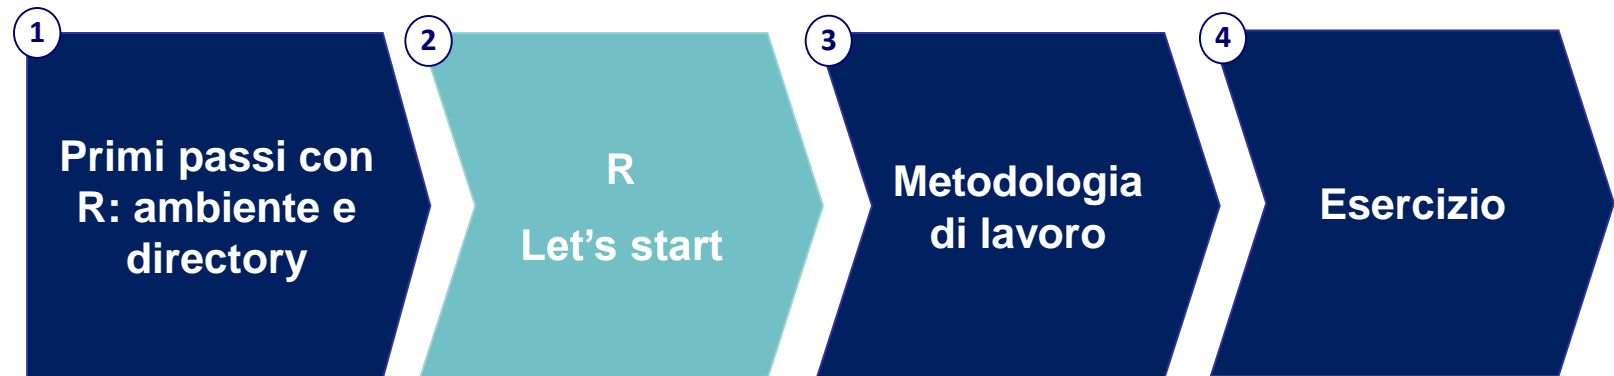 1
Primi passi con
R: ambiente e
directory
2
R
Let’s start
3
Metodologia
di lavoro
4
Esercizio